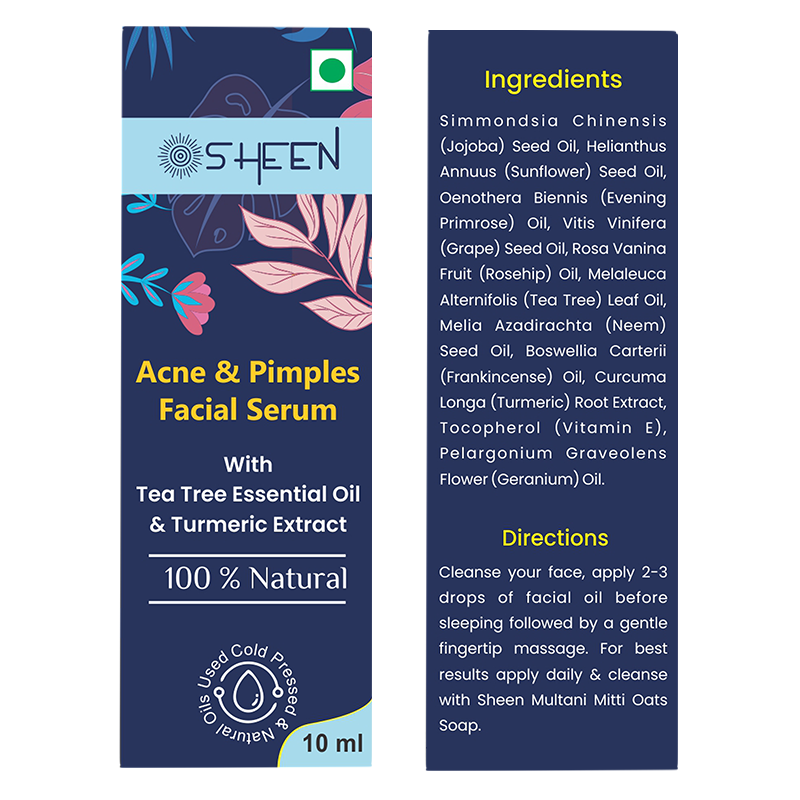 SHEEN
Acne & Pimples
Facial Serum
With
Tea Tree Essential Oil
& Turmeric Extract
100 % Natural
Cold Pressed & Natural Oils Used
10 ml
Ingredients
Simmondsia Chinensis
(Jojoba) Seed Oil, Helianthus
Annuus (Sunflower) Seed Oil,
Oenothera Biennis (Evening
Primrose) Oil, Vitis Vinifera
(Grape) Seed Oil, Rosa Vanina
Fruit (Rosehip) Oil, Melaleuca
Alternifolis (Tea Tree) Leaf Oil,
Melia Azadirachta (Neem)
Seed Oil, Boswellia Carterii
(Frankincense) Oil, Curcuma
Longa (Turmeric) Root Extract,
Tocopherol (Vitamin E),
Pelargonium Graveolens
Flower (Geranium) Oil.
Directions
Cleanse your face, apply 2-3
drops of facial oil before
sleeping followed by a gentle
fingertip massage. For best
results apply daily & cleanse
with Sheen Multani Mitti Oats
Soap.